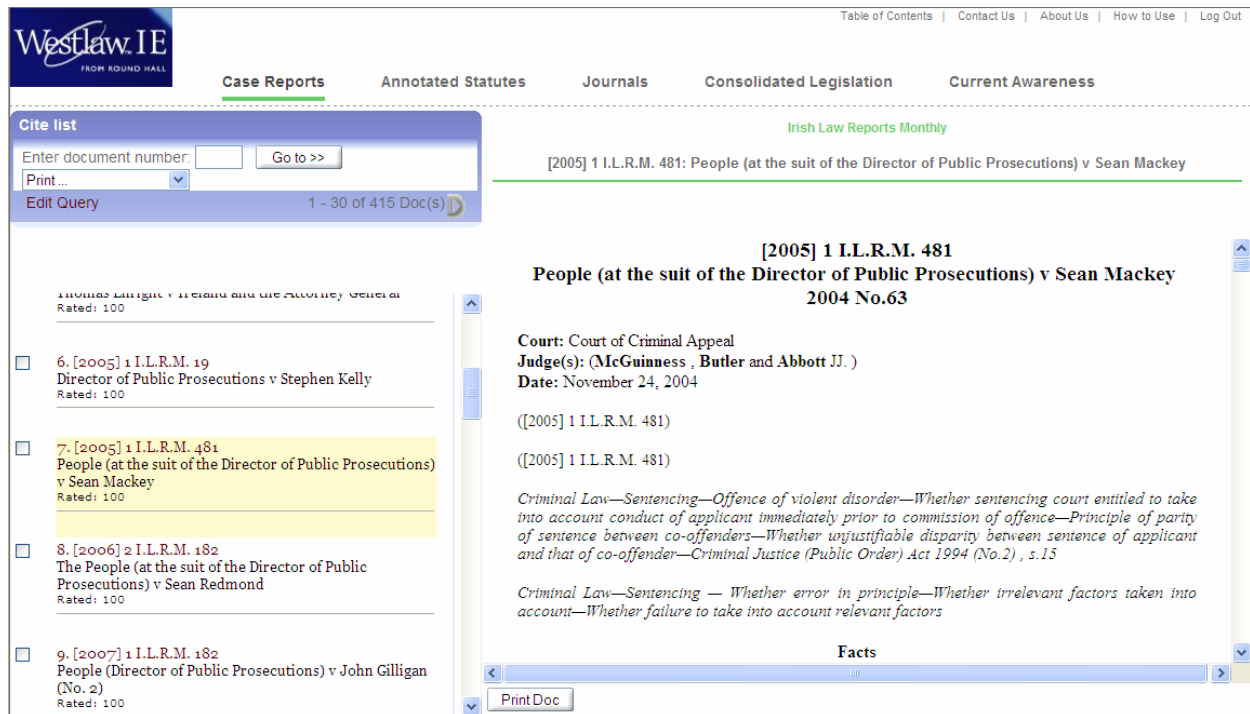 Table of Contents | Contact Us | About Us | How to Use | Log Out
Westlaw.IE
FROM ROUND HALL
Case Reports Annotated Statutes Journals Consolidated Legislation Current Awareness
Cite list
Enter document number: Go to >>
Print ...
Edit Query 1 - 30 of 415 Doc(s)
Thomas Enright v Ireland and the Attorney General
Rated: 100
6. [2005] 1 I.L.R.M. 19
Director of Public Prosecutions v Stephen Kelly
Rated: 100
7. [2005] 1 I.L.R.M. 481
People (at the suit of the Director of Public Prosecutions)
v Sean Mackey
Rated: 100
8. [2006] 2 I.L.R.M. 182
The People (at the suit of the Director of Public
Prosecutions) v Sean Redmond
Rated: 100
9. [2007] 1 I.L.R.M. 182
People (Director of Public Prosecutions) v John Gilligan
(No. 2)
Rated: 100
Irish Law Reports Monthly
[2005] 1 I.L.R.M. 481: People (at the suit of the Director of Public Prosecutions) v Sean Mackey
[2005] 1 I.L.R.M. 481
People (at the suit of the Director of Public Prosecutions) v Sean Mackey
2004 No.63
Court: Court of Criminal Appeal
Judge(s): (McGuinness , Butler and Abbott JJ. )
Date: November 24, 2004
([2005] 1 I.L.R.M. 481)
([2005] 1 I.L.R.M. 481)
Criminal Law—Sentencing—Offence of violent disorder—Whether sentencing court entitled to take
into account conduct of applicant immediately prior to commission of offence—Principle of parity
of sentence between co-offenders—Whether unjustifiable disparity between sentence of applicant
and that of co-offender—Criminal Justice (Public Order) Act 1994 (No.2) , s.15
Criminal Law—Sentencing — Whether error in principle—Whether irrelevant factors taken into
account—Whether failure to take into account relevant factors
Facts
Print Doc